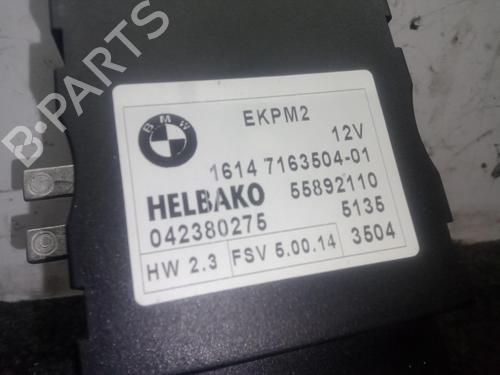 B-PARTS
BMW
EKPM2
12V
1614 7163504-01
HELBAKO 55892110
042380275 5135
HW 2.3 FSV 5.00.14 3504